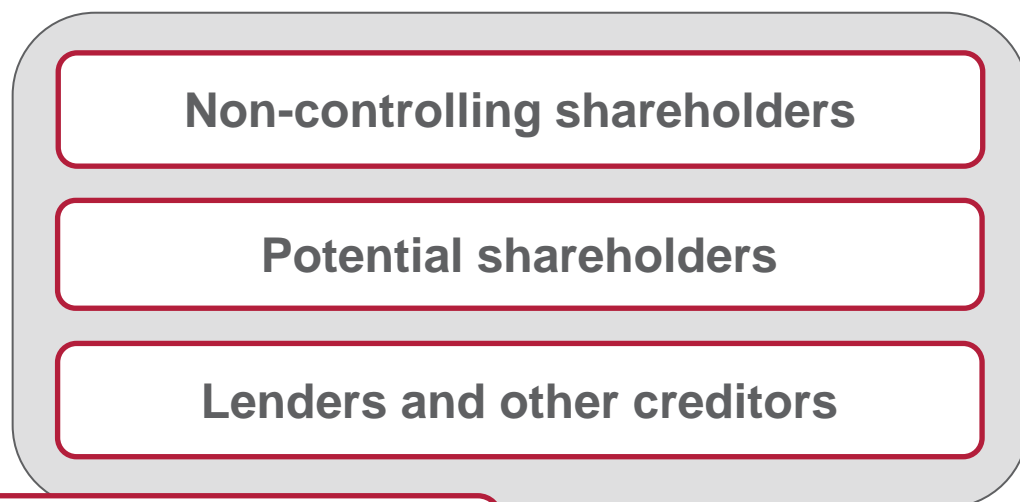 Non-controlling shareholders
Potential shareholders
Lenders and other creditors